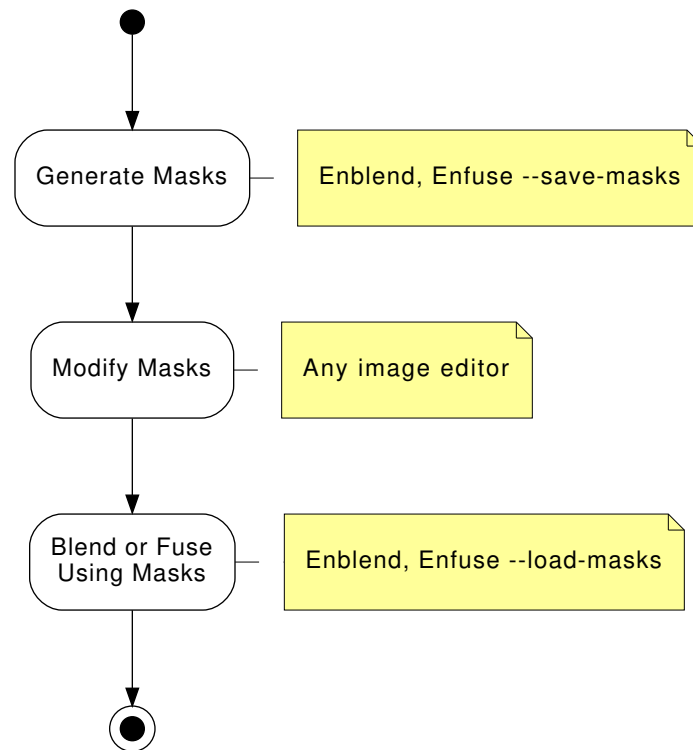 Generate Masks
Enblend, Enfuse --save-masks
Modify Masks
Any image editor
Blend or Fuse
Using Masks
Enblend, Enfuse --load-masks